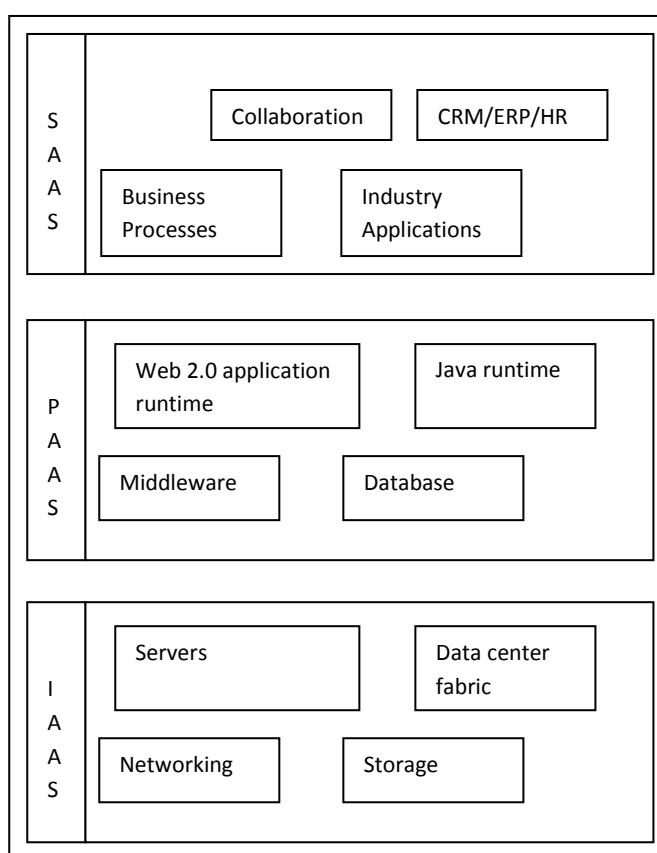 S
A
A
S
Collaboration
CRM/ERP/HR
Business
Processes
Industry
Applications
P
A
A
S
Web 2.0 application
runtime
Java runtime
Middleware
Database
I
A
A
S
Servers
Data center
fabric
Networking
Storage